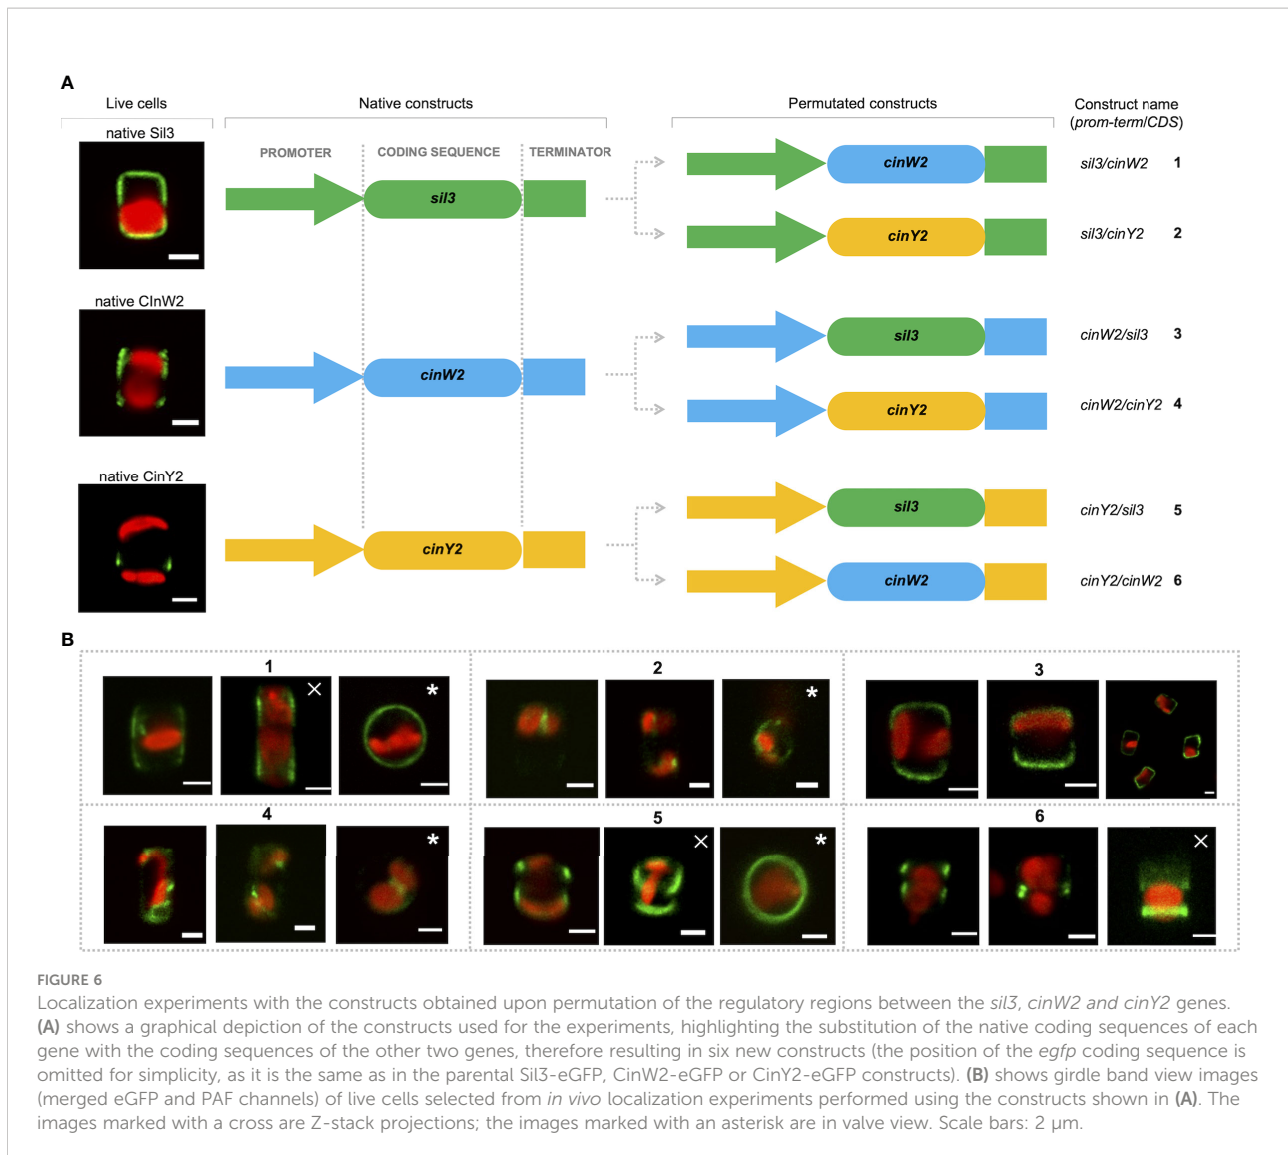 A
Live cells
Native constructs
Permutated constructs
Construct name
(prom-term/CDS)
native Sil3
PROMOTER
CODING SEQUENCE
TERMINATOR
sil3
cinW2
sil3/cinW2
1
cinY2
sil3/cinY2
2
native CInW2
cinW2
sil3
cinW2/sil3
3
cinY2
cinW2/cinY2
4
native CinY2
cinY2
sil3
cinY2/sil3
5
cinW2
cinY2/cinW2
6
B
1
×
*
2
*
3
4
*
5
×
*
6
×
FIGURE 6
Localization experiments with the constructs obtained upon permutation of the regulatory regions between the sil3, cinW2 and cinY2 genes.
(A) shows a graphical depiction of the constructs used for the experiments, highlighting the substitution of the native coding sequences of each
gene with the coding sequences of the other two genes, therefore resulting in six new constructs (the position of the egfp coding sequence is
omitted for simplicity, as it is the same as in the parental Sil3-eGFP, CinW2-eGFP or CinY2-eGFP constructs). (B) shows girdle band view images
(merged eGFP and PAF channels) of live cells selected from in vivo localization experiments performed using the constructs shown in (A). The
images marked with a cross are Z-stack projections; the images marked with an asterisk are in valve view. Scale bars: 2 µm.